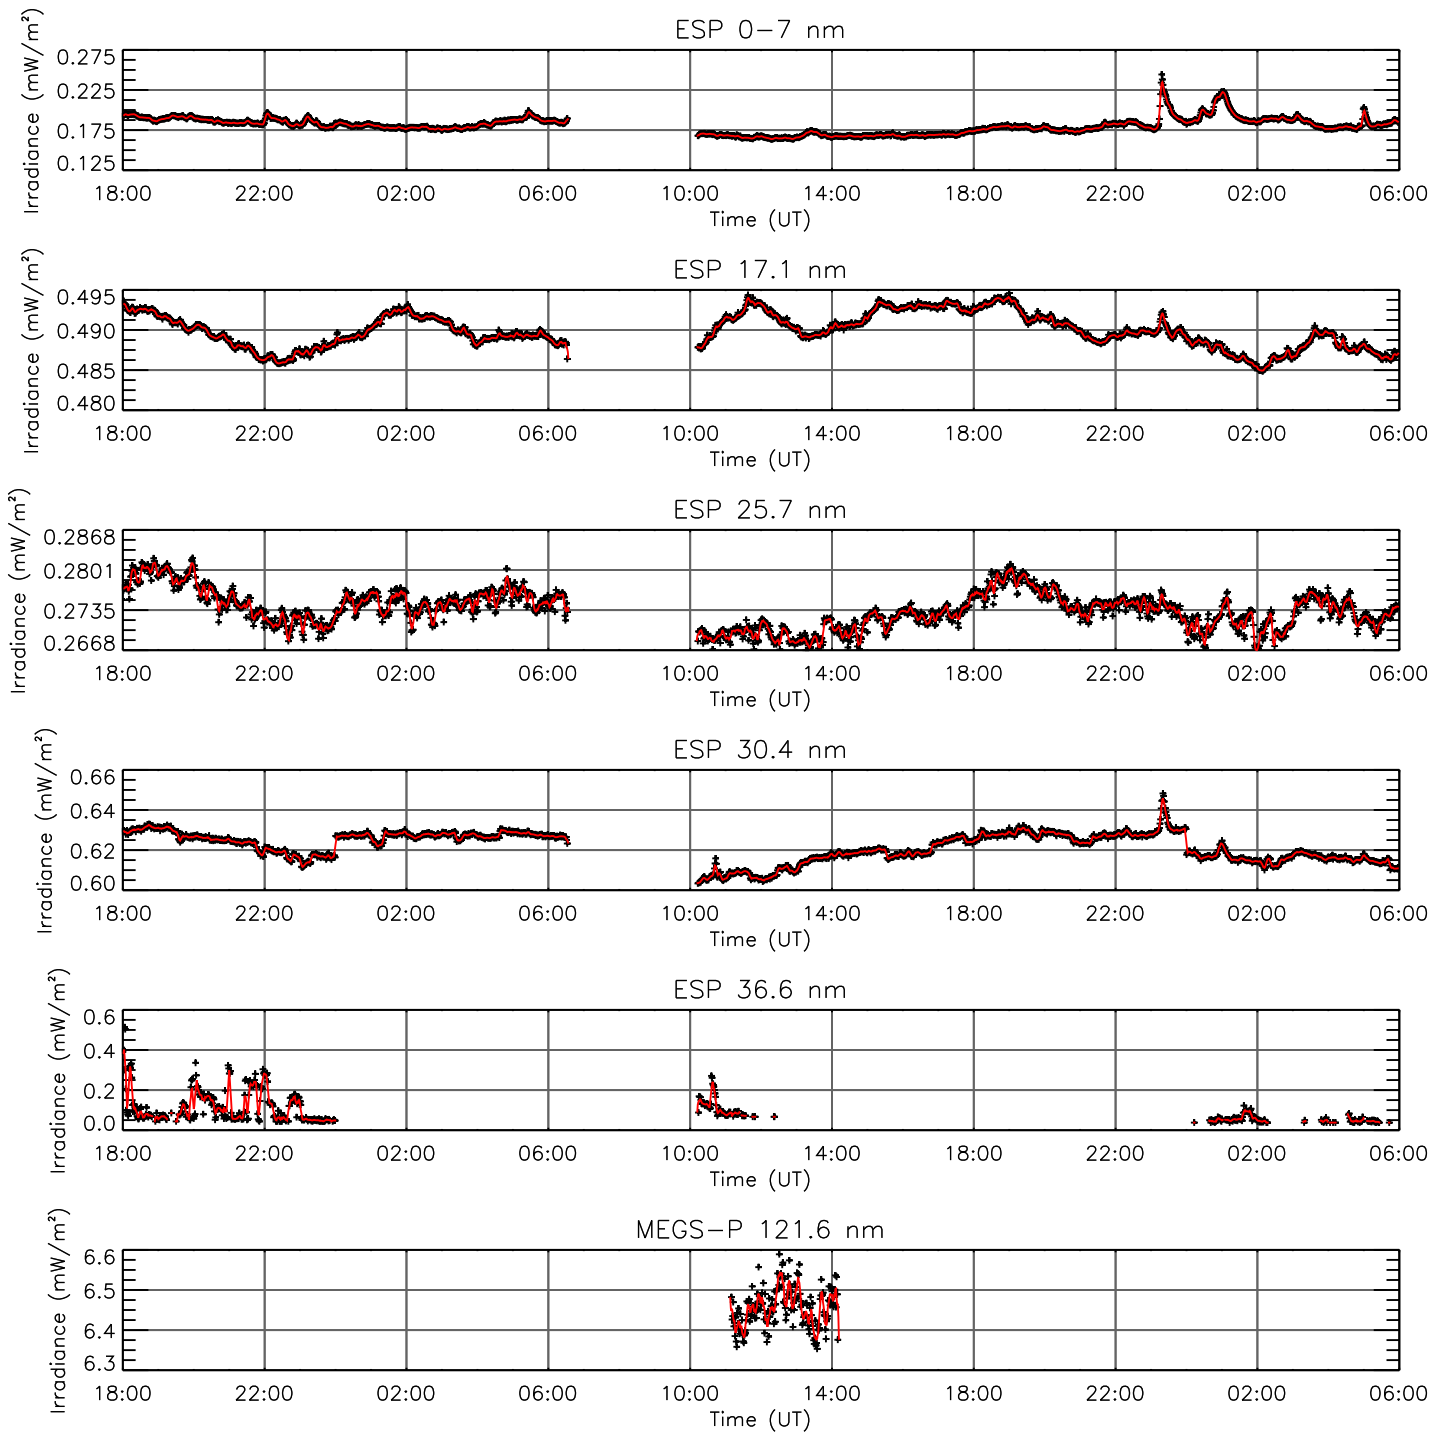 ESP 0−7 nm
Irradiance (mW/m²)
0.275
0.225
0.175
0.125
18:00 22:00 02:00 06:00 10:00 14:00 18:00 22:00 02:00 06:00
Time (UT)
ESP 17.1 nm
Irradiance (mW/m²)
0.495
0.490
0.485
0.480
18:00 22:00 02:00 06:00 10:00 14:00 18:00 22:00 02:00 06:00
Time (UT)
ESP 25.7 nm
Irradiance (mW/m²)
0.2868
0.2801
0.2735
0.2668
18:00 22:00 02:00 06:00 10:00 14:00 18:00 22:00 02:00 06:00
Time (UT)
ESP 30.4 nm
Irradiance (mW/m²)
0.66
0.64
0.62
0.60
18:00 22:00 02:00 06:00 10:00 14:00 18:00 22:00 02:00 06:00
Time (UT)
ESP 36.6 nm
Irradiance (mW/m²)
0.6
0.4
0.2
0.0
18:00 22:00 02:00 06:00 10:00 14:00 18:00 22:00 02:00 06:00
Time (UT)
MEGS−P 121.6 nm
Irradiance (mW/m²)
6.6
6.5
6.4
6.3
18:00 22:00 02:00 06:00 10:00 14:00 18:00 22:00 02:00 06:00
Time (UT)